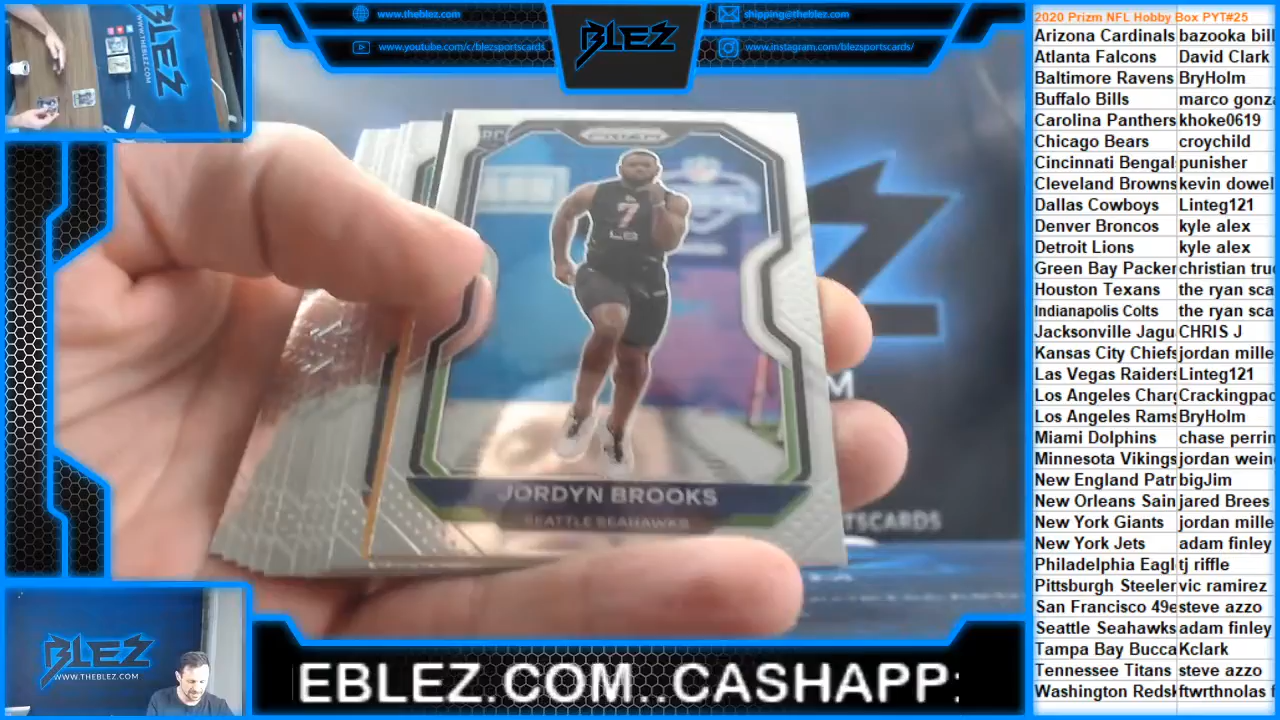 www.theblez.com
www.youtube.com/c/blezsportscards
BLEZ
shipping@theblez.com
www.instagram.com/blezsportscards/
RC
PRIZM
7
LB
JORDYN BROOKS
SEATTLE SEAHAWKS
TSCARDS
BLEZ
WWW.THEBLEZ.COM
EBLEZ.COM..CASHAPP:
2020 Prizm NFL Hobby Box PYT#25
Arizona Cardinals bazooka bill
Atlanta Falcons David Clark
Baltimore Ravens BryHolm
Buffalo Bills marco gonza
Carolina Panthers khoke0619
Chicago Bears croychild
Cincinnati Bengal punisher
Cleveland Browns kevin dowel
Dallas Cowboys Linteg121
Denver Broncos kyle alex
Detroit Lions kyle alex
Green Bay Packer christian tru
Houston Texans the ryan sca
Indianapolis Colts the ryan sca
Jacksonville Jagu CHRIS J
Kansas City Chiefs jordan mille
Las Vegas Raiders Linteg121
Los Angeles Charg Crackingpac
Los Angeles Rams BryHolm
Miami Dolphins chase perrin
Minnesota Vikings jordan wein
New England Patr bigJim
New Orleans Sain jared Brees
New York Giants jordan mille
New York Jets adam finley
Philadelphia Eagl tj riffle
Pittsburgh Steeler vic ramirez
San Francisco 49e steve azzo
Seattle Seahawks adam finley
Tampa Bay Bucca Kclark
Tennessee Titans steve azzo
Washington Redsk ftwrthnolas f